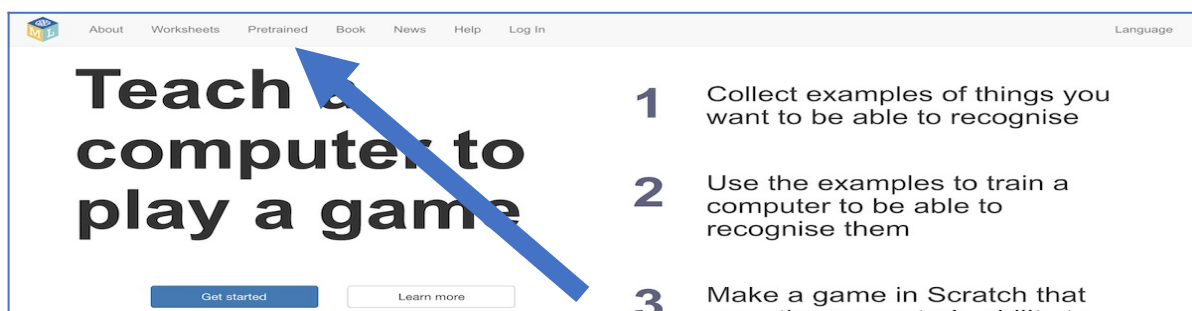 ML
About Worksheets Pretrained Book News Help Log In Language
Teach a
computer to
play a game
Get started Learn more
1 Collect examples of things you
want to be able to recognise
2 Use the examples to train a
computer to be able to
recognise them
3 Make a game in Scratch that